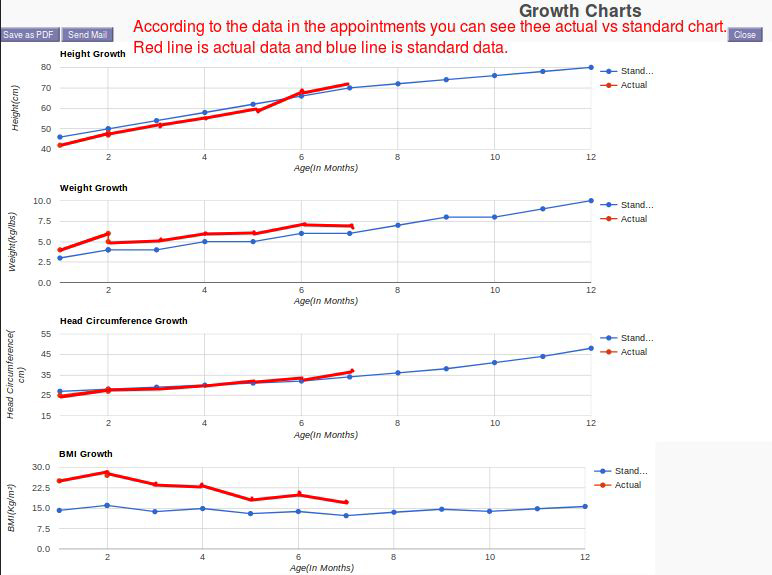 Growth Charts
According to the data in the appointments you can see thee actual vs standard chart.
Save as PDF Send Mail Close
Red line is actual data and blue line is standard data.
Height Growth
80
70
60
50
40
Height(cm)
2 4 6 8 10 12
Age(In Months)
Stand...
Actual
Weight Growth
10.0
7.5
5.0
2.5
0.0
Weight(kg/lbs)
2 4 6 8 10 12
Age(In Months)
Stand...
Actual
Head Circumference Growth
55
45
35
25
15
Head Circumference(
cm)
2 4 6 8 10 12
Age(In Months)
Stand...
Actual
BMI Growth
30.0
22.5
15.0
7.5
0.0
BMI(Kg/m²)
2 4 6 8 10 12
Age(In Months)
Stand...
Actual